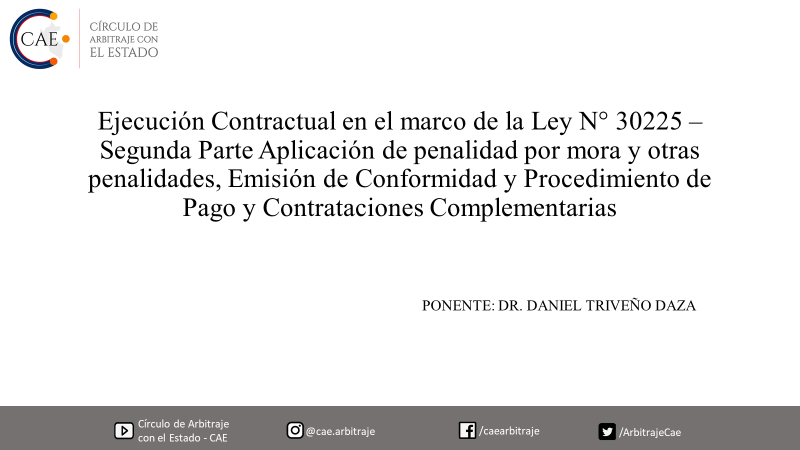 CAE
CÍRCULO DE
ARBITRAJE CON
EL ESTADO
Ejecución Contractual en el marco de la Ley N° 30225 –
Segunda Parte Aplicación de penalidad por mora y otras
penalidades, Emisión de Conformidad y Procedimiento de
Pago y Contrataciones Complementarias
PONENTE: DR. DANIEL TRIVEÑO DAZA
Círculo de Arbitraje
con el Estado - CAE
@cae.arbitraje
/caearbitraje
/ArbitrajeCae